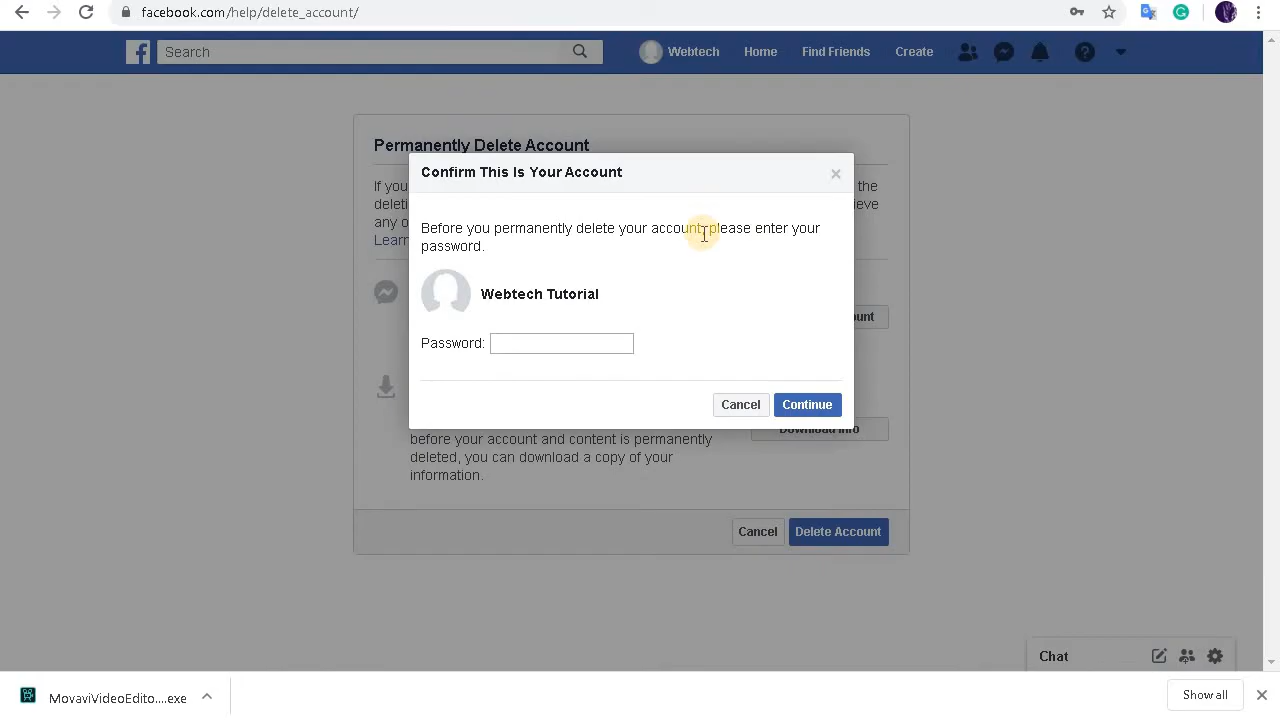 facebook.com/help/delete_account/
Search
Webtech
Home
Find Friends
Create
Permanently Delete Account
If you
the
deleti
ieve
any o
Learn
Confirm This Is Your Account
×
Before you permanently delete your account, please enter your
password.
Webtech Tutorial
Password:
Cancel
Continue
ount
Download Info
before your account and content is permanently
deleted, you can download a copy of your
information.
Cancel
Delete Account
Chat
MovaviVideoEdito....exe
Show all